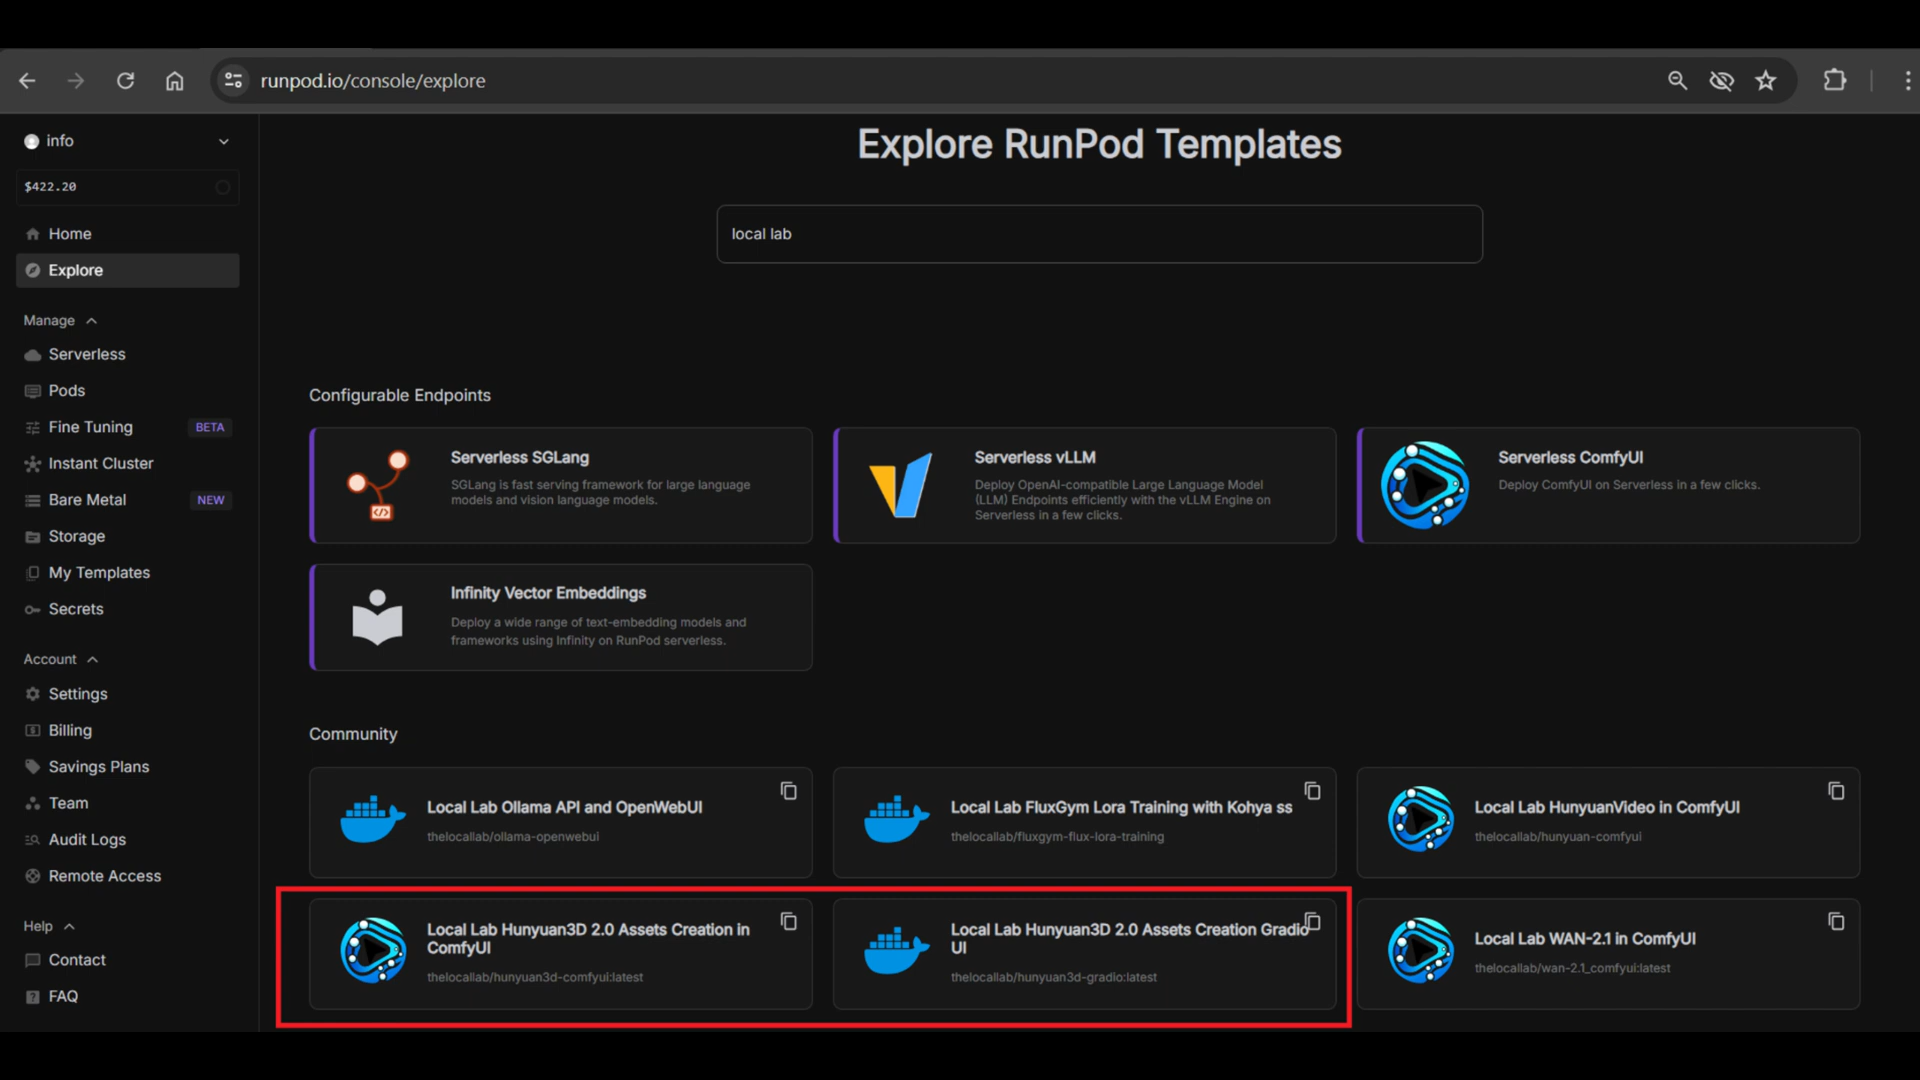 runpod.io/console/explore
info
$422.20
Home
Explore
Manage
Serverless
Pods
Fine Tuning BETA
Instant Cluster
Bare Metal NEW
Storage
My Templates
Secrets
Account
Settings
Billing
Savings Plans
Team
Audit Logs
Remote Access
Help
Contact
FAQ
Explore RunPod Templates
local lab
Configurable Endpoints
Serverless SGLang
SGLang is fast serving framework for large language
models and vision language models.
Serverless vLLM
Deploy OpenAI-compatible Large Language Model
(LLM) Endpoints efficiently with the vLLM Engine on
Serverless in a few clicks.
Serverless ComfyUI
Deploy ComfyUI on Serverless in a few clicks.
Infinity Vector Embeddings
Deploy a wide range of text-embedding models and
frameworks using Infinity on RunPod serverless.
Community
Local Lab Ollama API and OpenWebUI
thelocallab/ollama-openwebui
Local Lab FluxGym Lora Training with Kohya ss
thelocallab/fluxgym-flux-lora-training
Local Lab HunyuanVideo in ComfyUI
thelocallab/hunyuan-comfyui
Local Lab Hunyuan3D 2.0 Assets Creation in
ComfyUI
thelocallab/hunyuan3d-comfyui:latest
Local Lab Hunyuan3D 2.0 Assets Creation Gradio
UI
thelocallab/hunyuan3d-gradio:latest
Local Lab WAN-2.1 in ComfyUI
thelocallab/wan-2.1_comfyui:latest